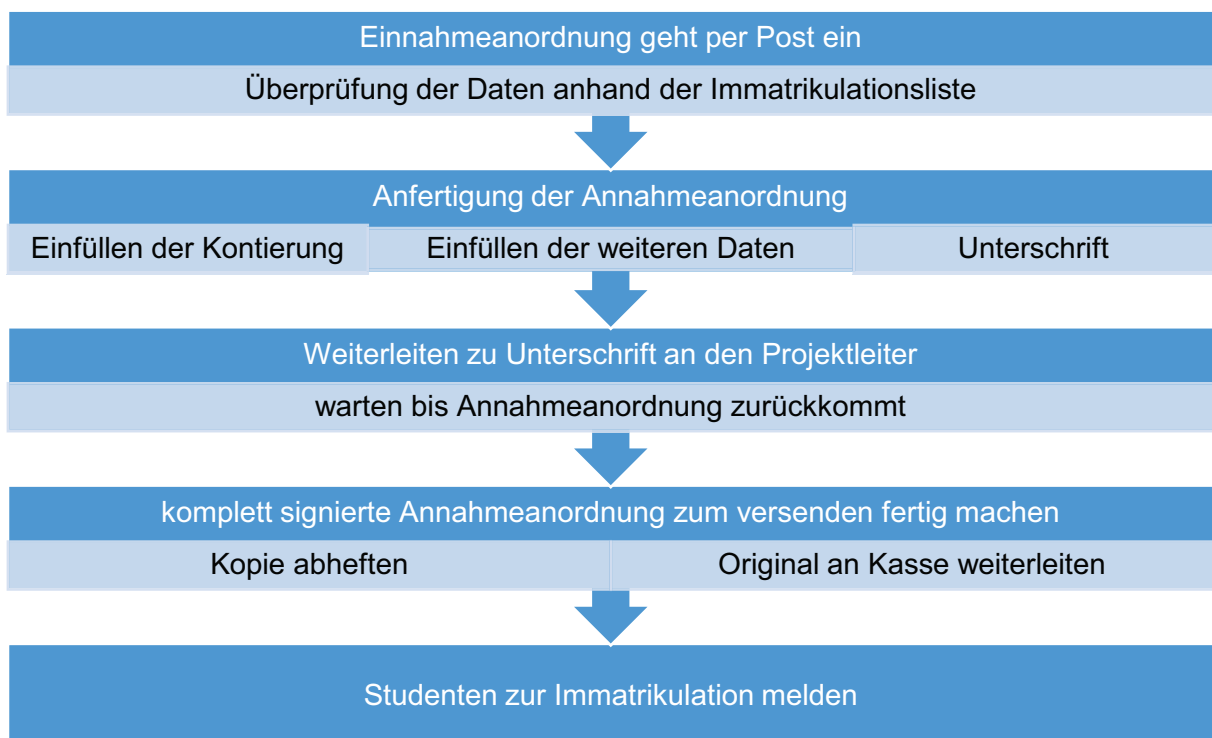 Einnahmeanordnung geht per Post ein
Überprüfung der Daten anhand der Immatrikulationsliste
Anfertigung der Annahmeanordnung
Einfüllen der Kontierung
Einfüllen der weiteren Daten
Unterschrift
Weiterleiten zu Unterschrift an den Projektleiter
warten bis Annahmeanordnung zurückkommt
komplett signierte Annahmeanordnung zum versenden fertig machen
Kopie abheften
Original an Kasse weiterleiten
Studenten zur Immatrikulation melden